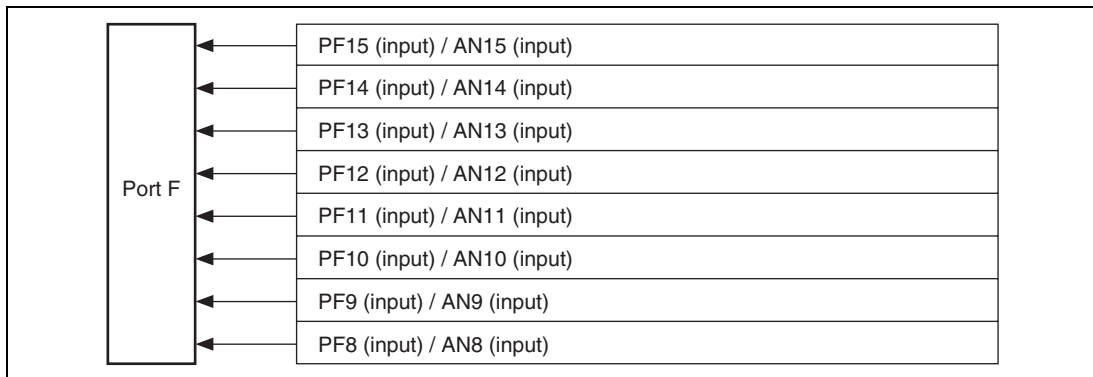 Port F
PF15 (input) / AN15 (input)
PF14 (input) / AN14 (input)
PF13 (input) / AN13 (input)
PF12 (input) / AN12 (input)
PF11 (input) / AN11 (input)
PF10 (input) / AN10 (input)
PF9 (input) / AN9 (input)
PF8 (input) / AN8 (input)